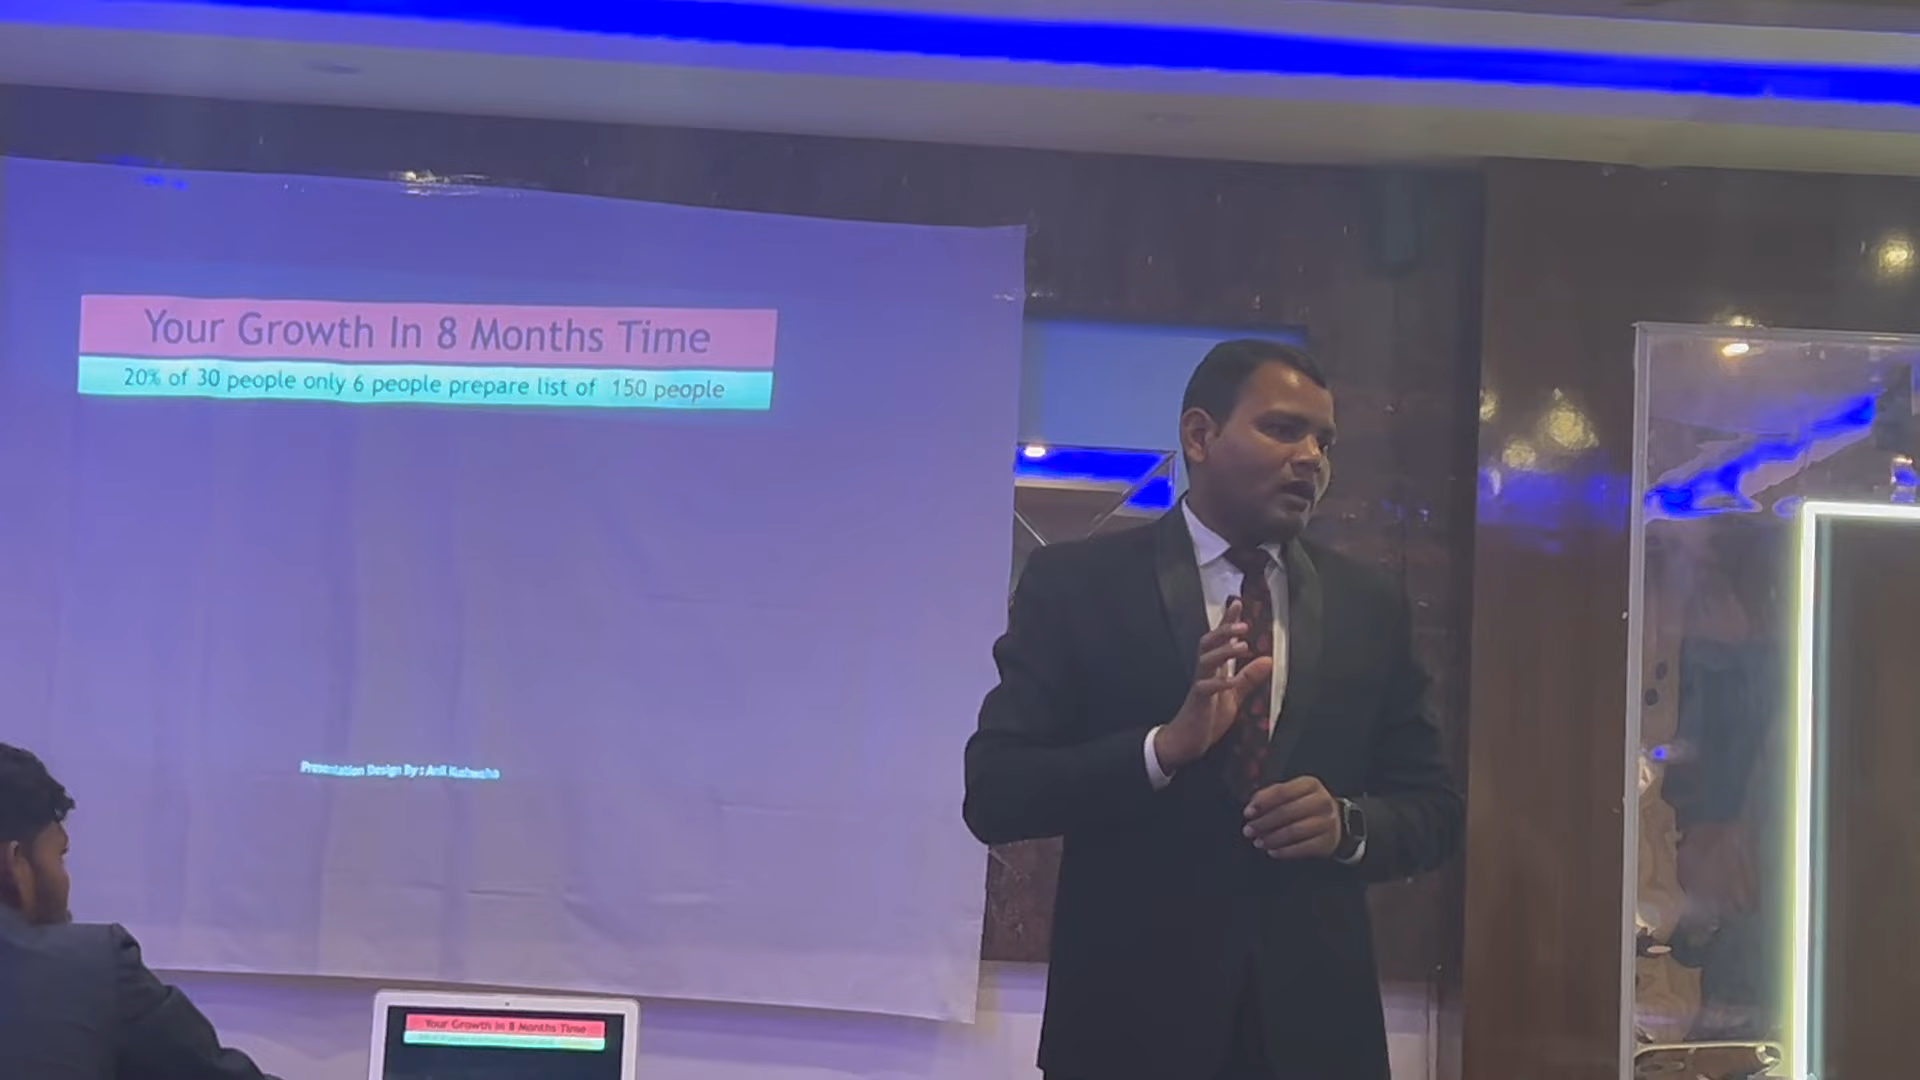 Your Growth In 8 Months Time
20% of 30 people only 6 people prepare list of 150 people
Presentation Design By : Anil Kushwaha
Your Growth In 8 Months Time